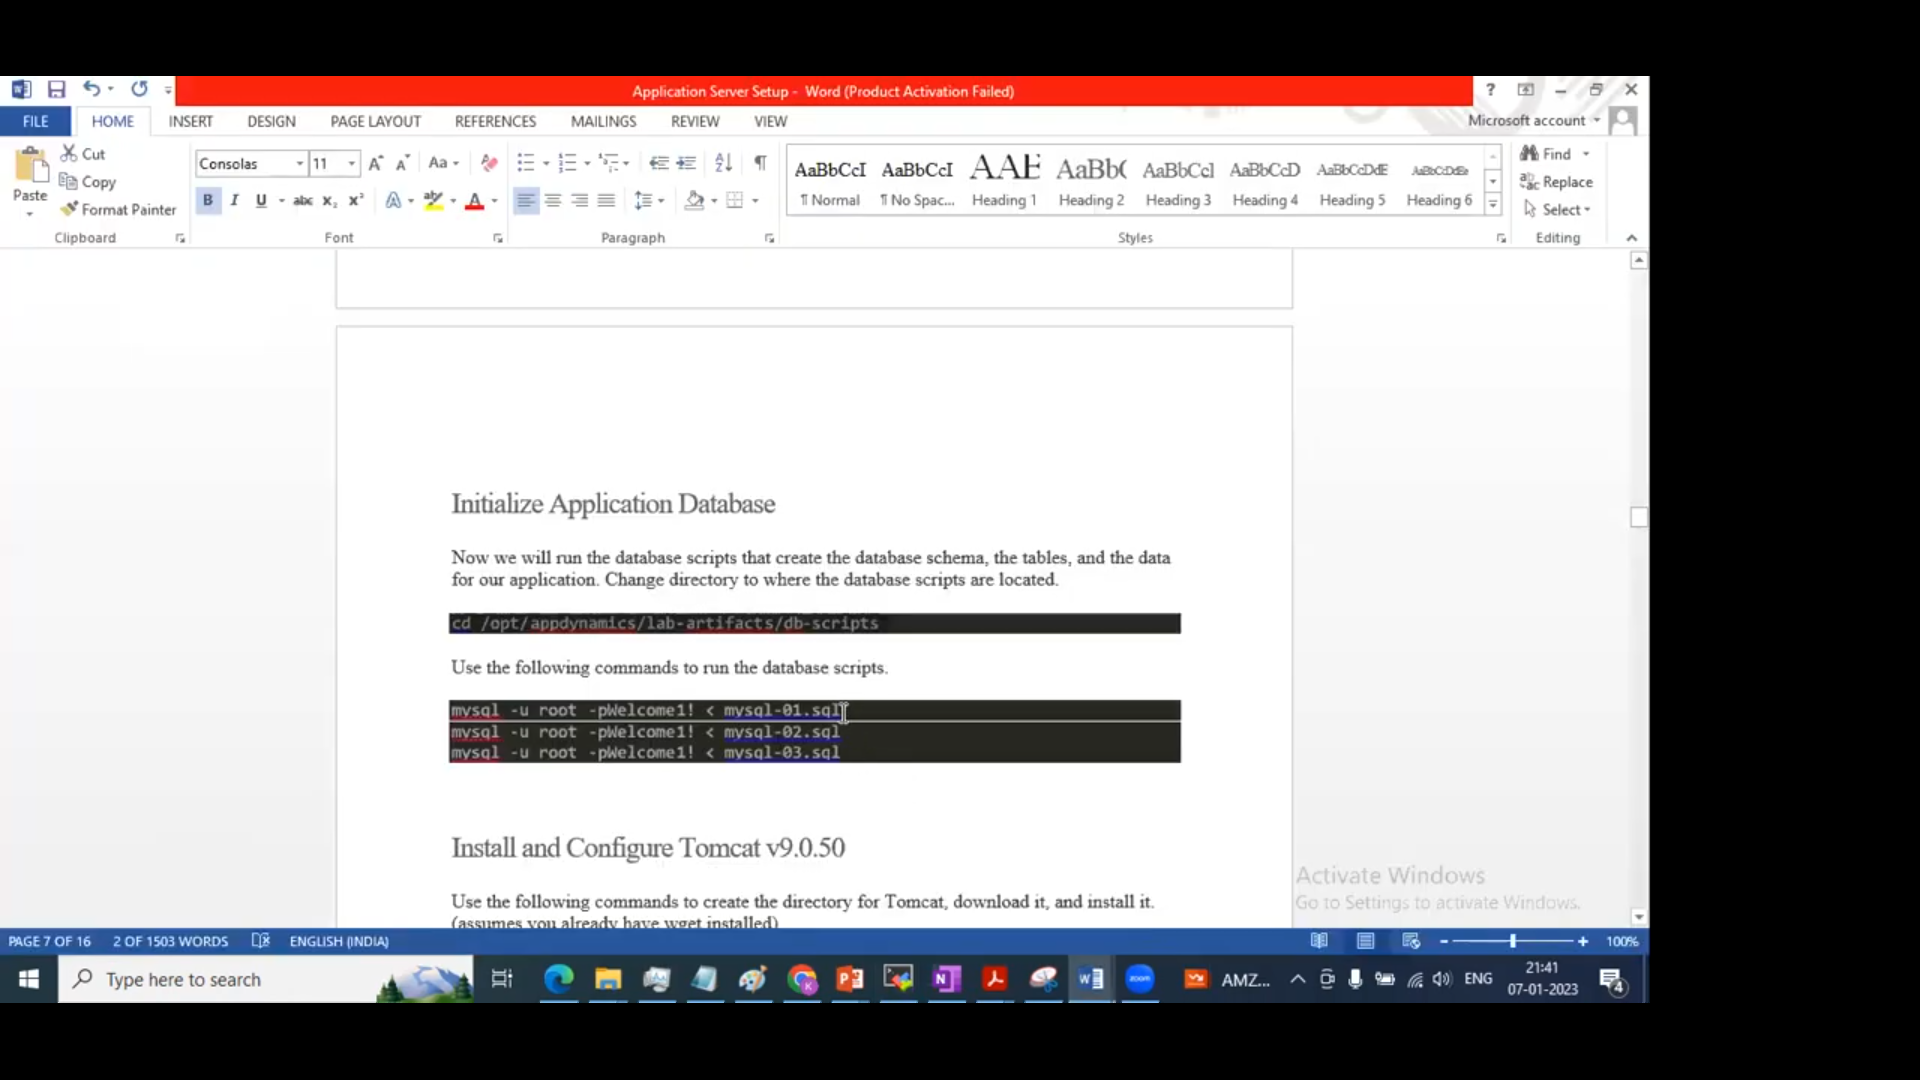 Application Server Setup - Word (Product Activation Failed)
?
FILE HOME INSERT DESIGN PAGE LAYOUT REFERENCES MAILINGS REVIEW VIEW Microsoft account
Paste
Cut
Copy
Format Painter
Clipboard
Consolas 11
Aa
B I U abc X₂ X² A A
Font
Paragraph
AaBbCcI AaBbCcI AAE AaBb( AaBbCcI AaBbCcD AaBbCcDdE AaBbCcDdEe
¶ Normal ¶ No Spac... Heading 1 Heading 2 Heading 3 Heading 4 Heading 5 Heading 6
Styles
Find
Replace
Select
Editing
Initialize Application Database
Now we will run the database scripts that create the database schema, the tables, and the data
for our application. Change directory to where the database scripts are located.
cd /opt/appdynamics/lab-artifacts/db-scripts
Use the following commands to run the database scripts.
mysql -u root -pWelcome1! < mysql-01.sql
mysql -u root -pWelcome1! < mysql-02.sql
mysql -u root -pWelcome1! < mysql-03.sql
Install and Configure Tomcat v9.0.50
Use the following commands to create the directory for Tomcat, download it, and install it.
(assumes you already have wget installed)
Activate Windows
Go to Settings to activate Windows.
PAGE 7 OF 16 2 OF 1503 WORDS ENGLISH (INDIA) 100%
Type here to search
zoom
AMZ...
ENG
21:41
07-01-2023
4